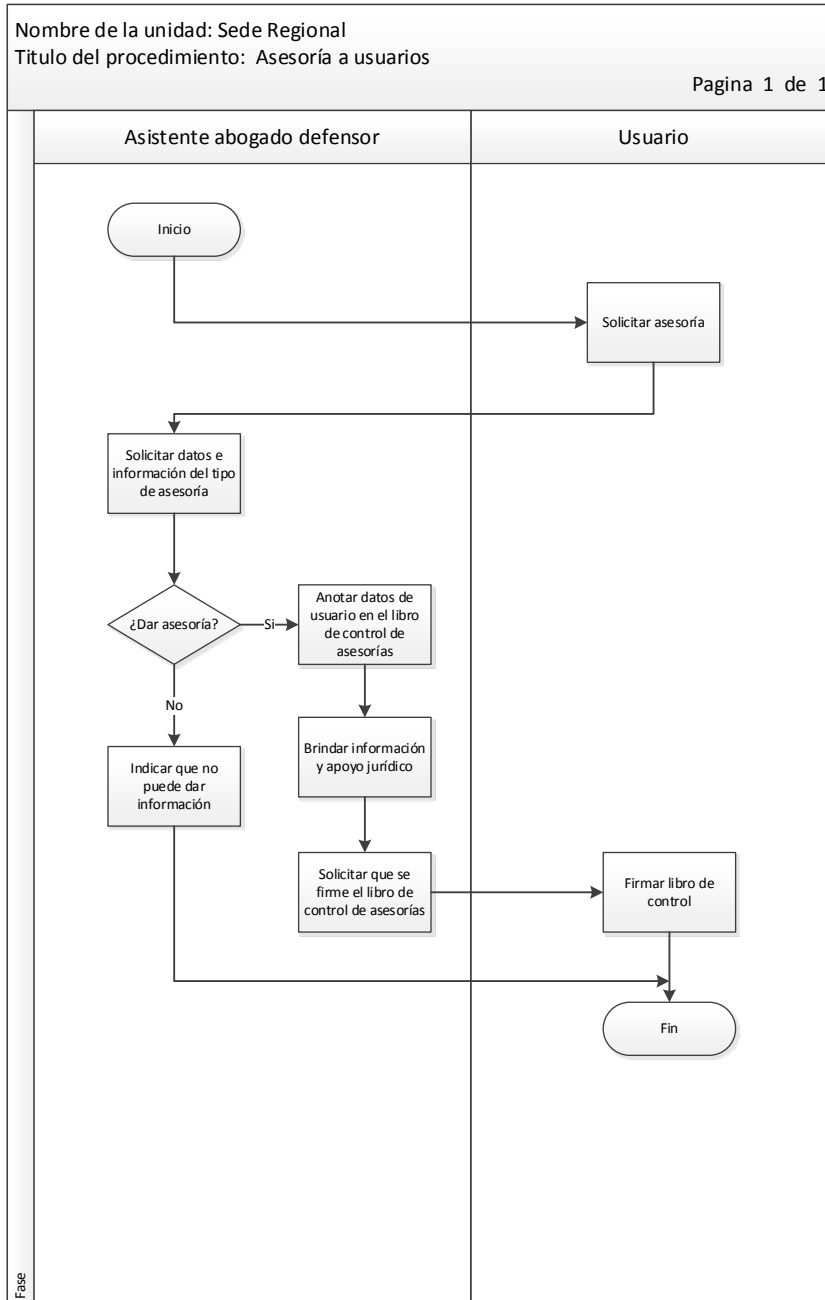 Nombre de la unidad: Sede Regional
Titulo del procedimiento: Asesoría a usuarios
Pagina 1 de 1
Asistente abogado defensor
Usuario
Inicio
Solicitar asesoría
Solicitar datos e
información del tipo
de asesoría
¿Dar asesoría?
Si
Anotar datos de
usuario en el libro
de control de
asesorías
No
Brindar información
y apoyo jurídico
Indicar que no
puede dar
información
Solicitar que se
firme el libro de
control de asesorías
Firmar libro de
control
Fin
Fase